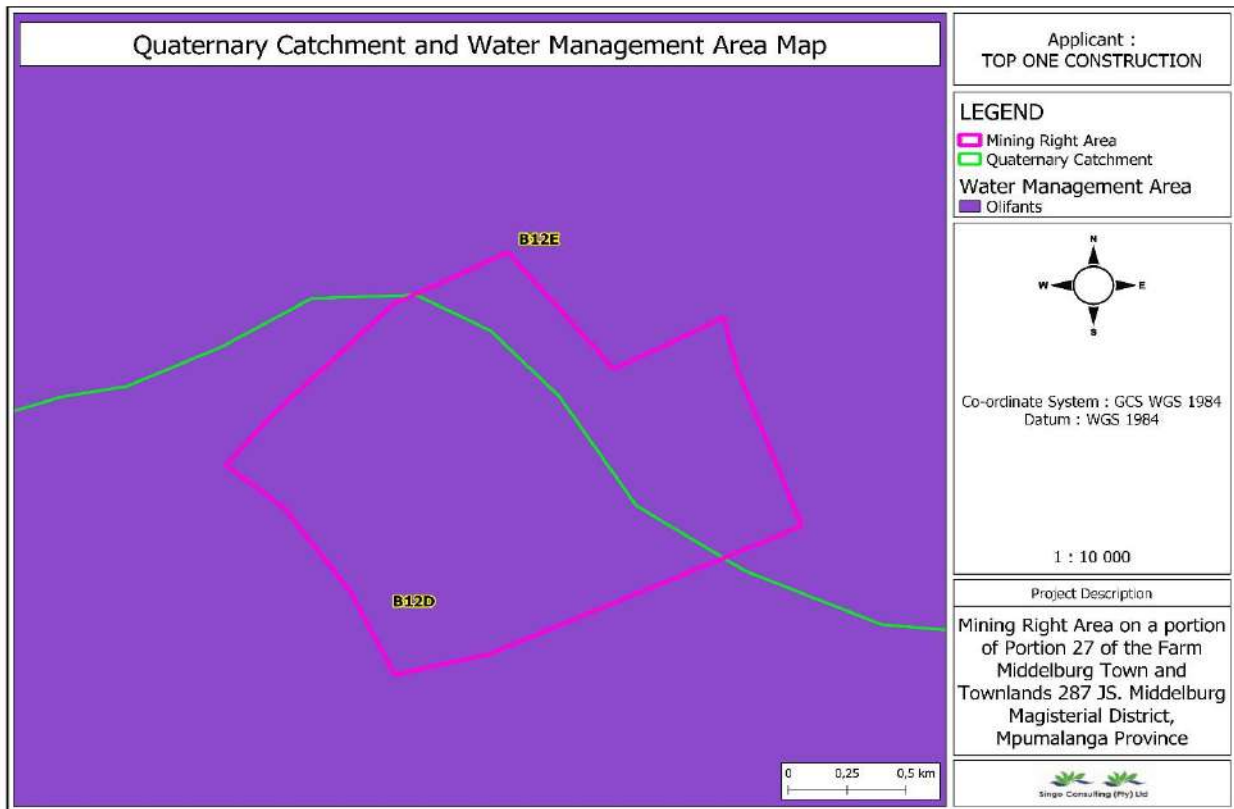 Quaternary Catchment and Water Management Area Map
B12E
B12D
0 0,25 0,5 km
Applicant :
TOP ONE CONSTRUCTION
LEGEND
Mining Right Area
Quaternary Catchment
Water Management Area
Olifants
N
W E
S
Co-ordinate System : GCS WGS 1984
Datum : WGS 1984
1 : 10 000
Project Description
Mining Right Area on a portion
of Portion 27 of the Farm
Middelburg Town and
Townlands 287 JS. Middelburg
Magisterial District,
Mpumalanga Province
Singo Consulting (Pty) Ltd